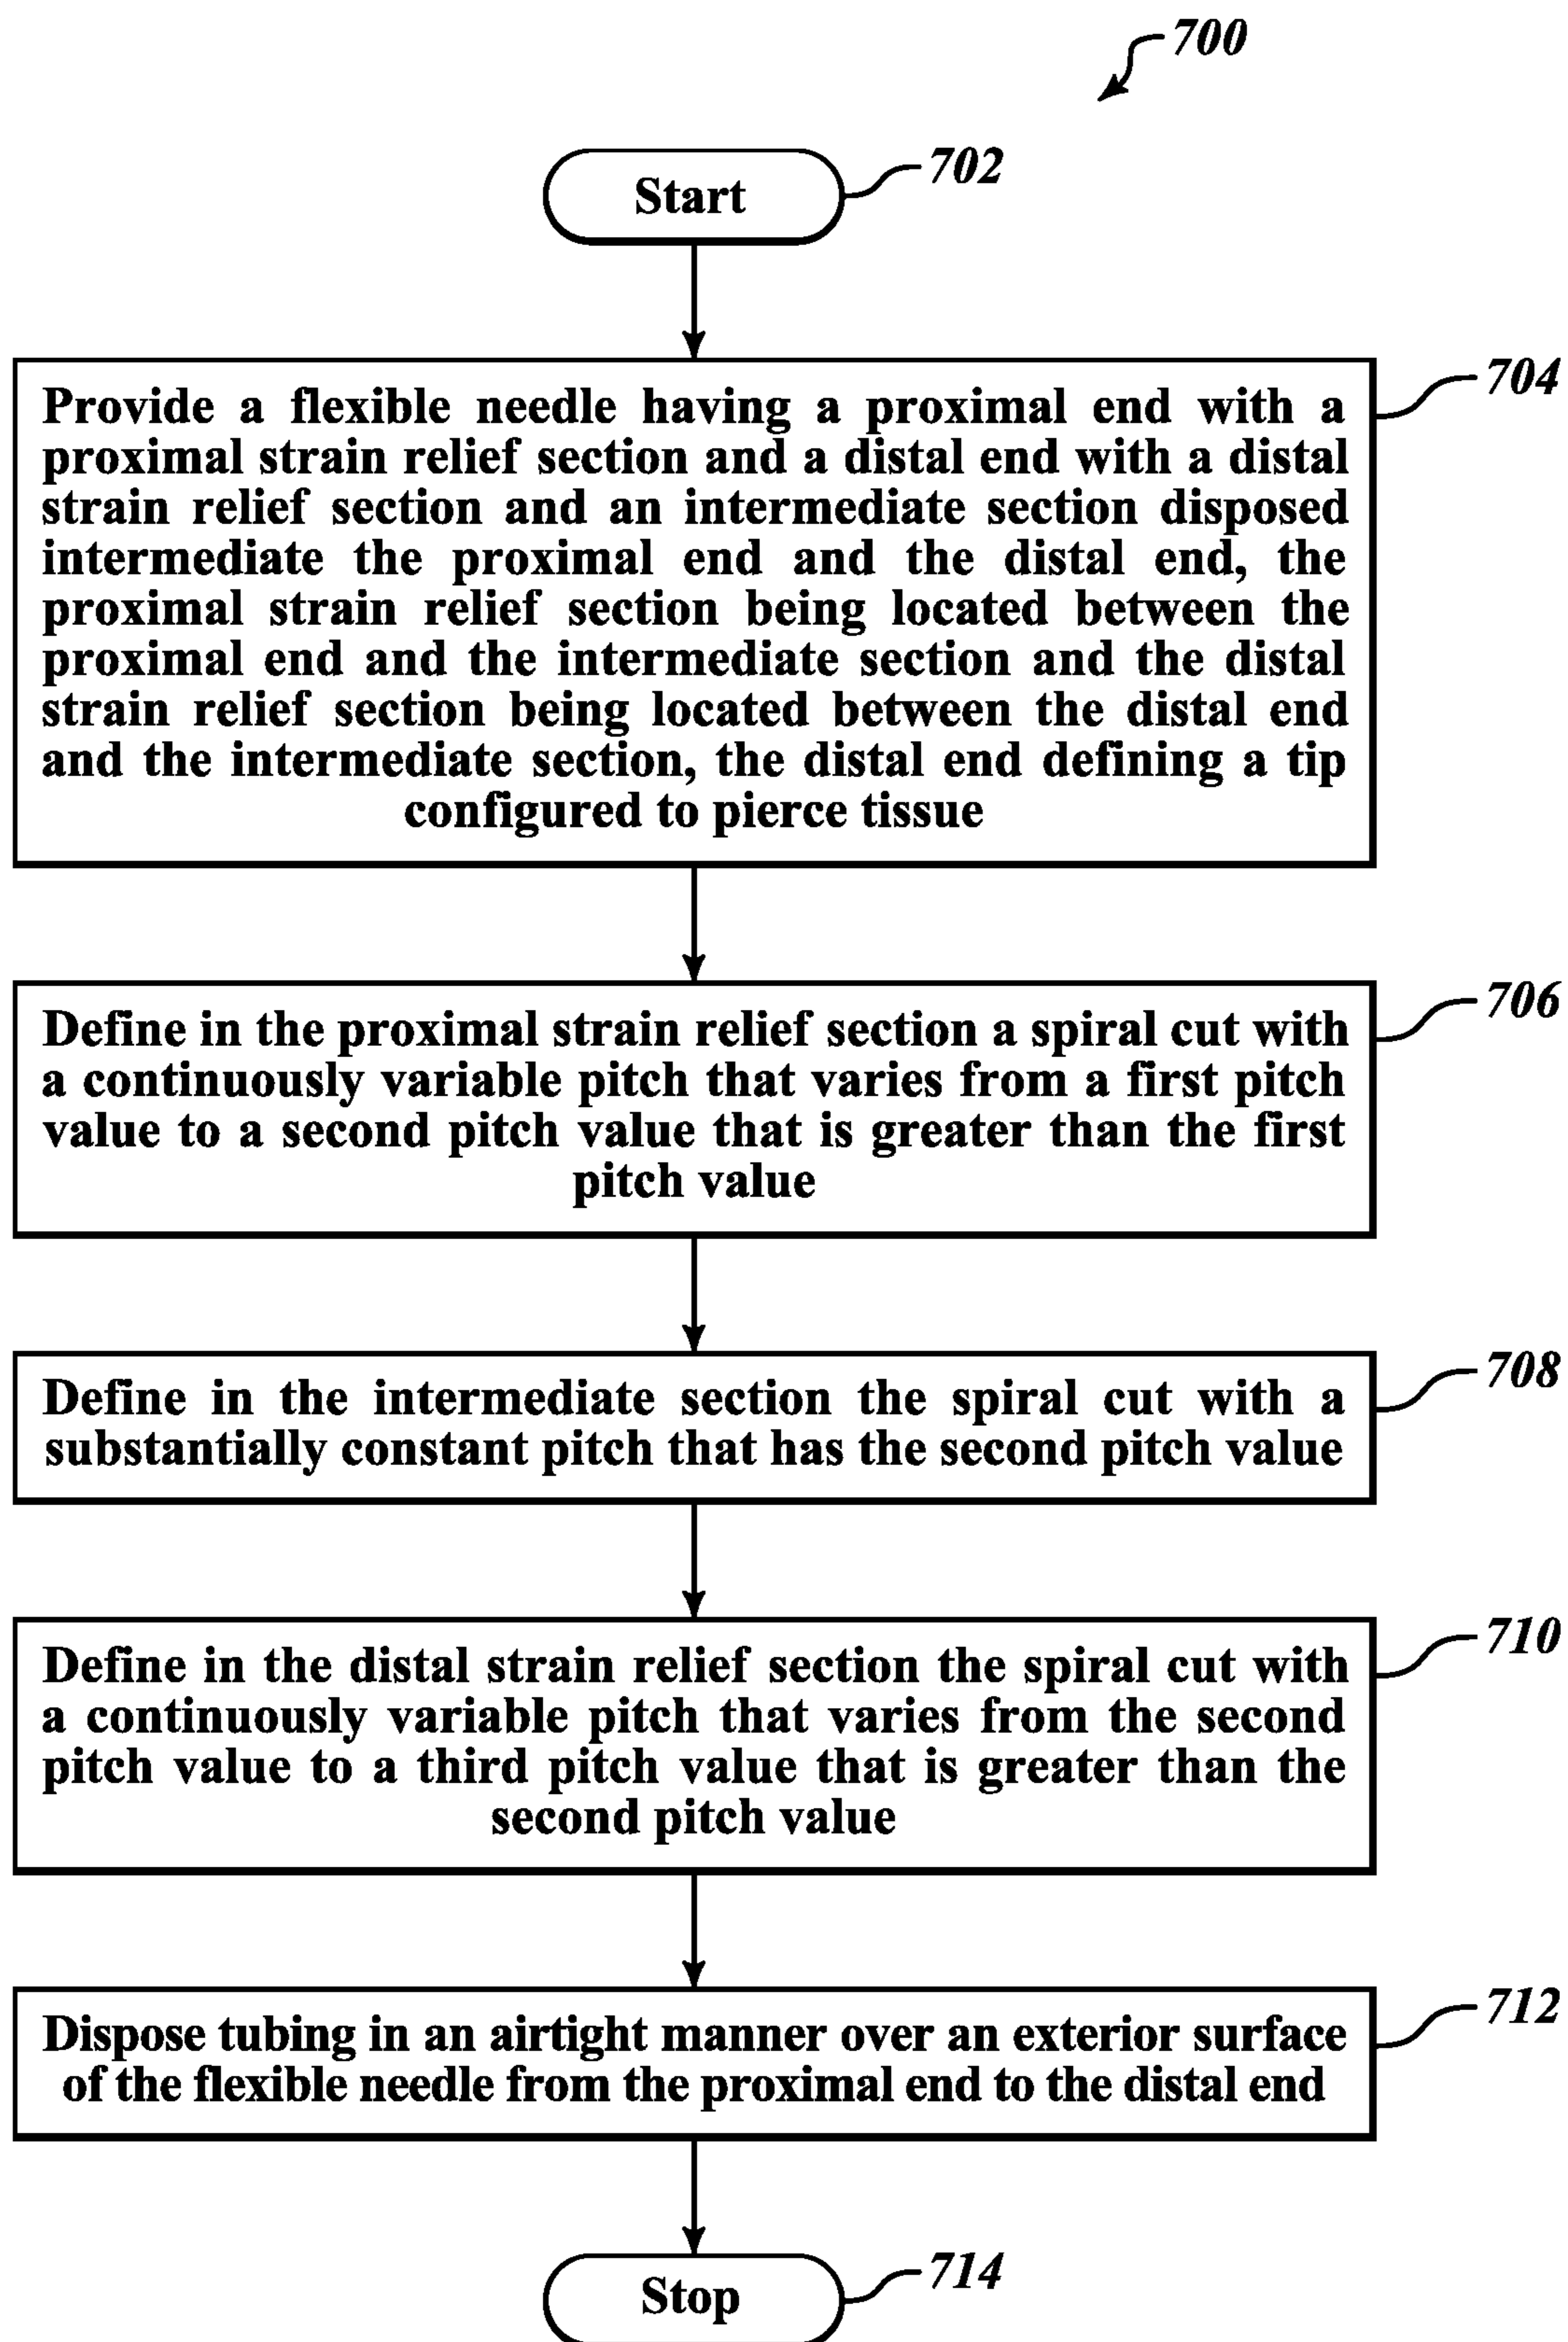 700
Start
702
704
Provide a flexible needle having a proximal end with a
proximal strain relief section and a distal end with a distal
strain relief section and an intermediate section disposed
intermediate the proximal end and the distal end, the
proximal strain relief section being located between the
proximal end and the intermediate section and the distal
strain relief section being located between the distal end
and the intermediate section, the distal end defining a tip
configured to pierce tissue
706
Define in the proximal strain relief section a spiral cut with
a continuously variable pitch that varies from a first pitch
value to a second pitch value that is greater than the first
pitch value
708
Define in the intermediate section the spiral cut with a
substantially constant pitch that has the second pitch value
710
Define in the distal strain relief section the spiral cut with
a continuously variable pitch that varies from the second
pitch value to a third pitch value that is greater than the
second pitch value
712
Dispose tubing in an airtight manner over an exterior surface
of the flexible needle from the proximal end to the distal end
Stop
714